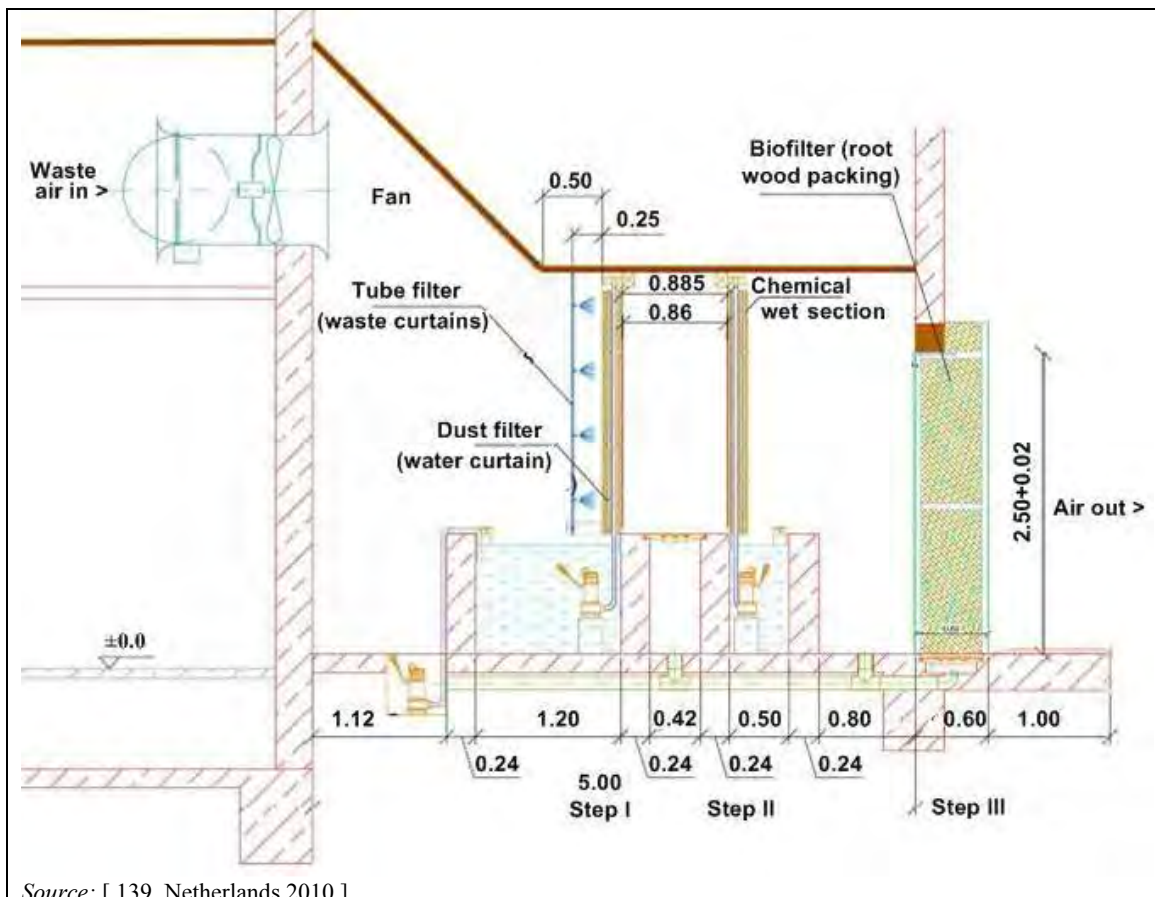 Waste
air in >
Fan
0.50
0.25
Biofilter (root
wood packing)
Tube filter
(waste curtains)
0.885
0.86
Chemical
wet section
Dust filter
(water curtain)
2.50+0.02
Air out >
±0.0
1.12
1.20
0.42
0.50
0.80
0.60
1.00
0.24
0.24
0.24
0.24
5.00
Step I
Step II
Step III
Source: [ 139, Netherlands 2010 ]